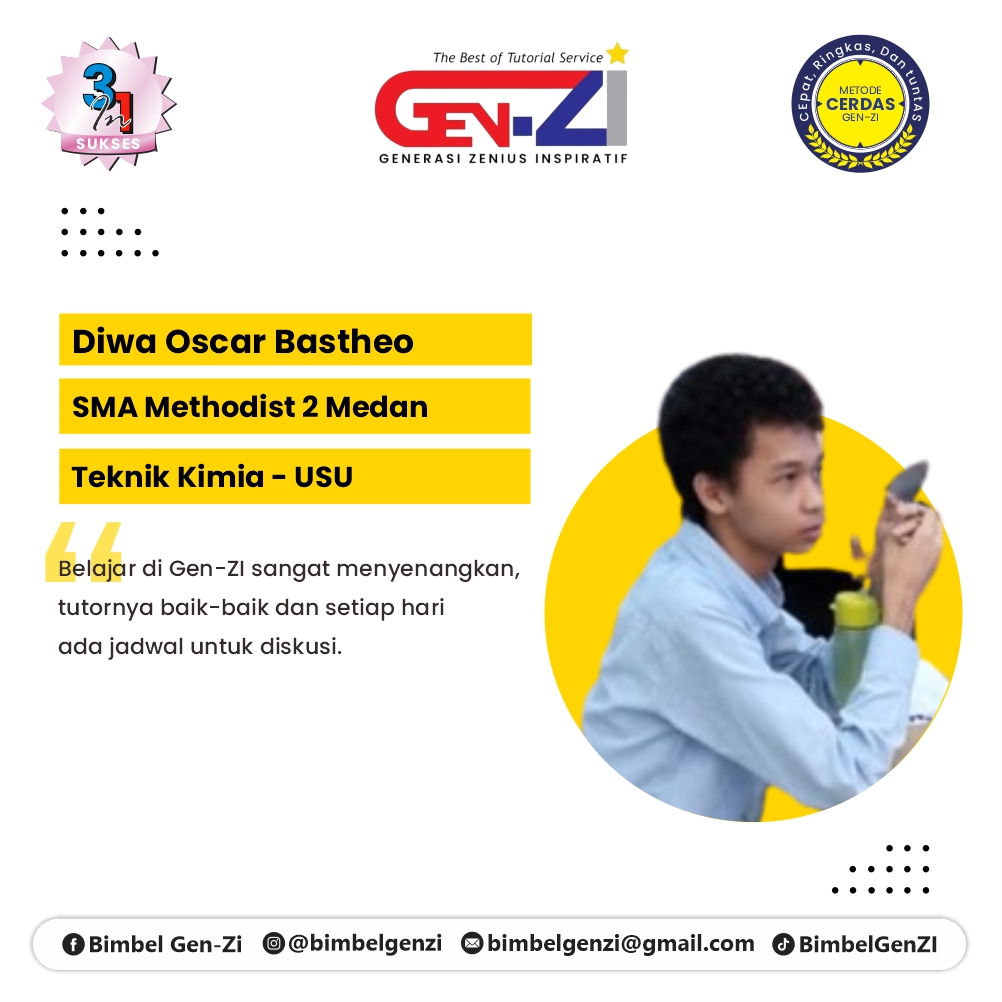 3 In 1
SUKSES
The Best of Tutorial Service
GEN-ZI
GENERASI ZENIUS INSPIRATIF
CEpat, Ringkas, Dan tuntAS
METODE
CERDAS
GEN-ZI
Diwa Oscar Bastheo
SMA Methodist 2 Medan
Teknik Kimia - USU
“
Belajar di Gen-ZI sangat menyenangkan,
tutornya baik-baik dan setiap hari
ada jadwal untuk diskusi.
Bimbel Gen-Zi @bimbelgenzi bimbelgenzi@gmail.com BimbelGenZI